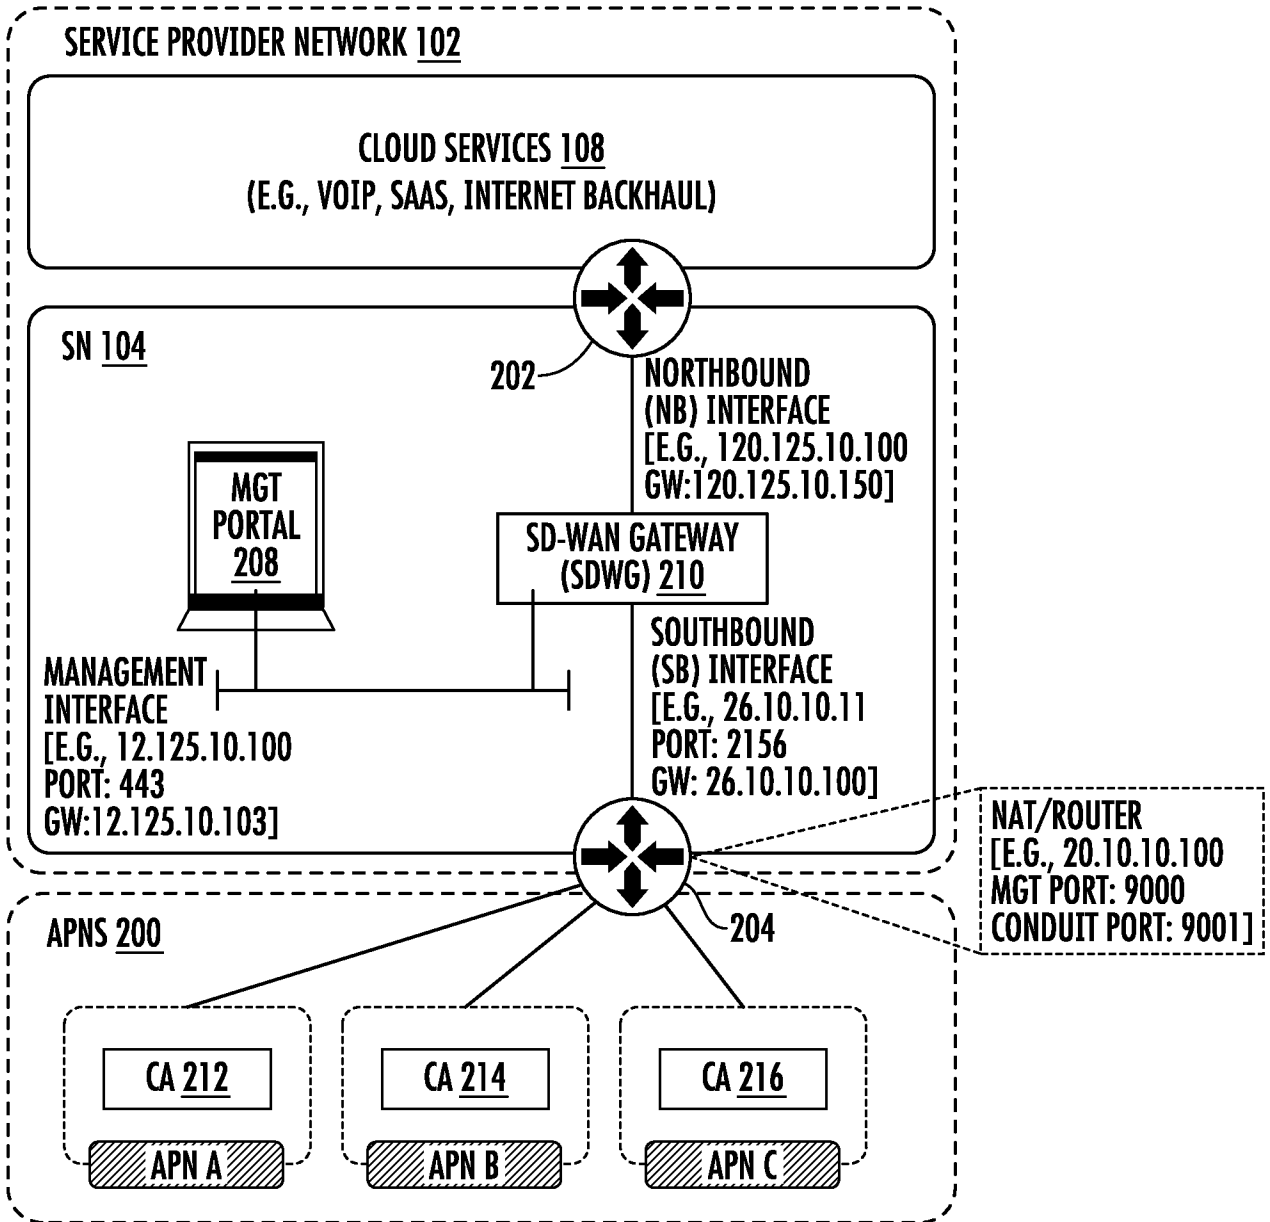 SERVICE PROVIDER NETWORK 102
CLOUD SERVICES 108
(E.G., VOIP, SAAS, INTERNET BACKHAUL)
SN 104
202
NORTHBOUND
(NB) INTERFACE
[E.G., 120.125.10.100
GW:120.125.10.150]
MGT
PORTAL
208
SD-WAN GATEWAY
(SDWG) 210
MANAGEMENT
INTERFACE
[E.G., 12.125.10.100
PORT: 443
GW:12.125.10.103]
SOUTHBOUND
(SB) INTERFACE
[E.G., 26.10.10.11
PORT: 2156
GW: 26.10.10.100]
NAT/ROUTER
[E.G., 20.10.10.100
MGT PORT: 9000
CONDUIT PORT: 9001]
204
APNS 200
CA 212
CA 214
CA 216
APN A
APN B
APN C